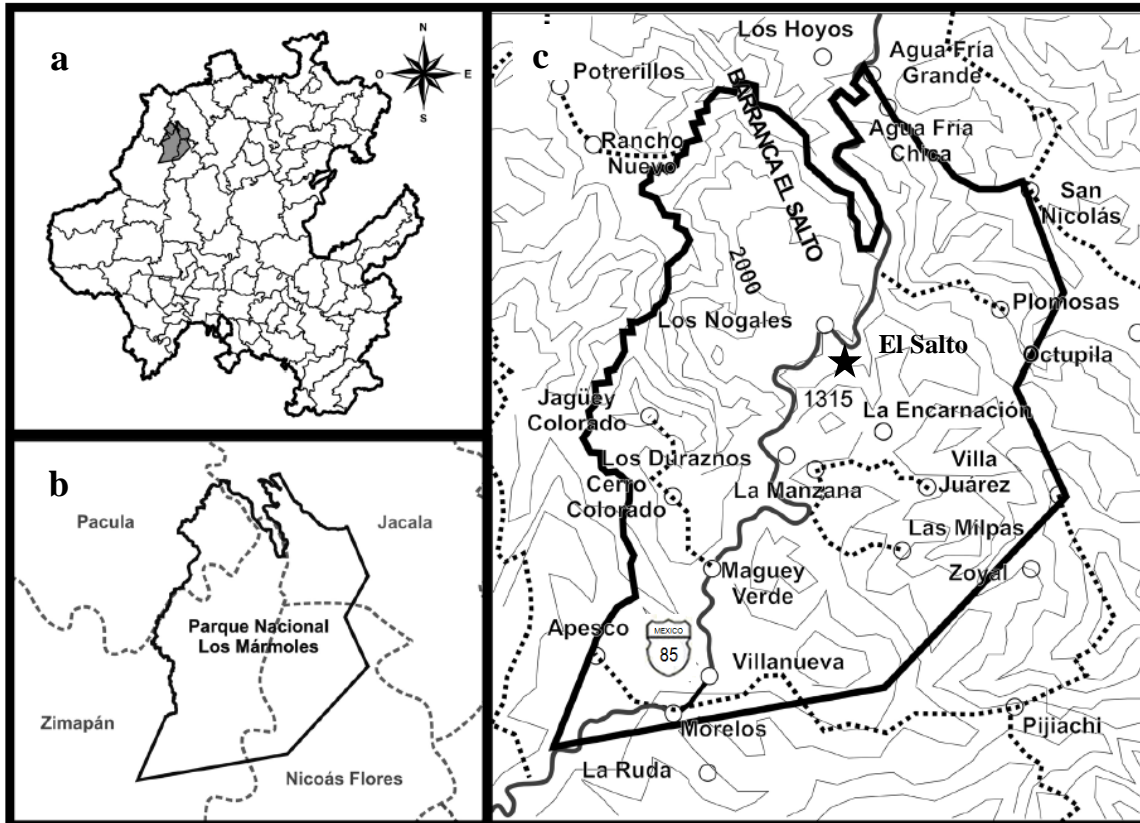 a
N
O
E
S
b
Pacula
Jacala
Parque Nacional
Los Mármoles
Zimapán
Nicoás Flores
c
Los Hoyos
Potrerillos
Agua Fría
Grande
BARRANCA EL SALTO
Rancho
Nuevo
Agua Fría
Chica
San
Nicolás
2000
Plomosas
Los Nogales
El Salto
Octupila
1315
Jagüey
Colorado
La Encarnación
Los Duraznos
Villa
Juárez
Cerro
Colorado
La Manzana
Las Milpas
Maguey
Verde
Zoyal
Apesco
MEXICO
85
Villanueva
Morelos
Pijiachi
La Ruda